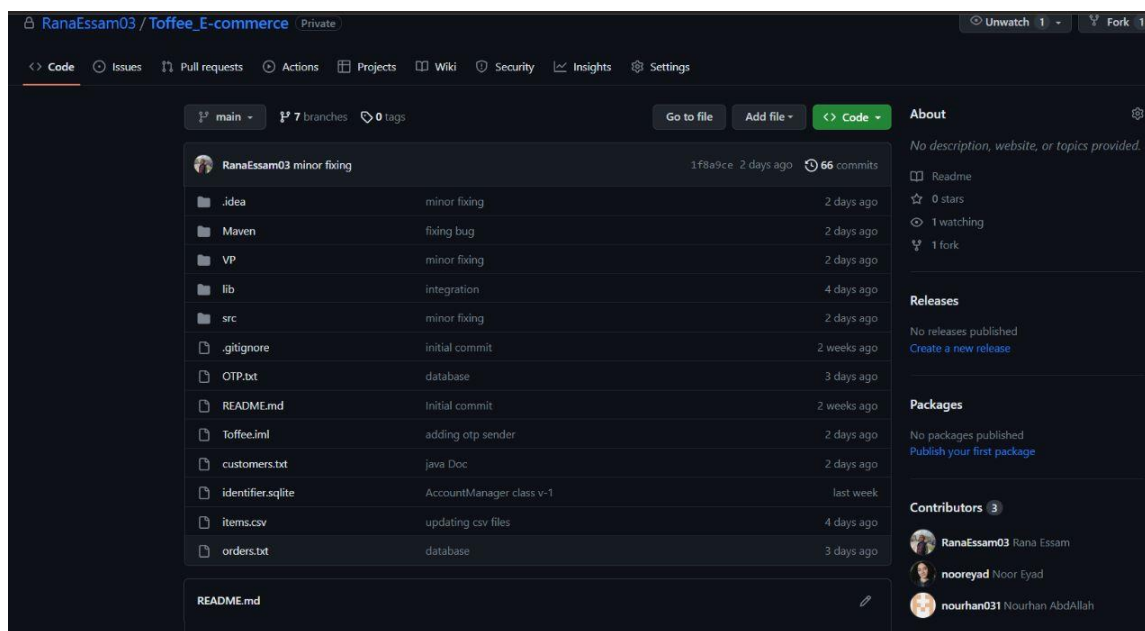 RanaEssam03 / Toffee_E-commerce Private
Unwatch 1
Fork 1
Code Issues Pull requests Actions Projects Wiki Security Insights Settings
main 7 branches 0 tags
Go to file Add file Code
RanaEssam03 minor fixing 1f8a9ce 2 days ago 66 commits
.idea minor fixing 2 days ago
Maven fixing bug 2 days ago
VP minor fixing 2 days ago
lib integration 4 days ago
src minor fixing 2 days ago
.gitignore initial commit 2 weeks ago
OTP.txt database 3 days ago
README.md Initial commit 2 weeks ago
Toffee.iml adding otp sender 2 days ago
customers.txt java Doc 2 days ago
identifier.sqlite AccountManager class v-1 last week
items.csv updating csv files 4 days ago
orders.txt database 3 days ago
README.md
About
No description, website, or topics provided.
Readme
0 stars
1 watching
1 fork
Releases
No releases published
Create a new release
Packages
No packages published
Publish your first package
Contributors 3
RanaEssam03 Rana Essam
nooreyad Noor Eyad
nourhan031 Nourhan AbdAllah